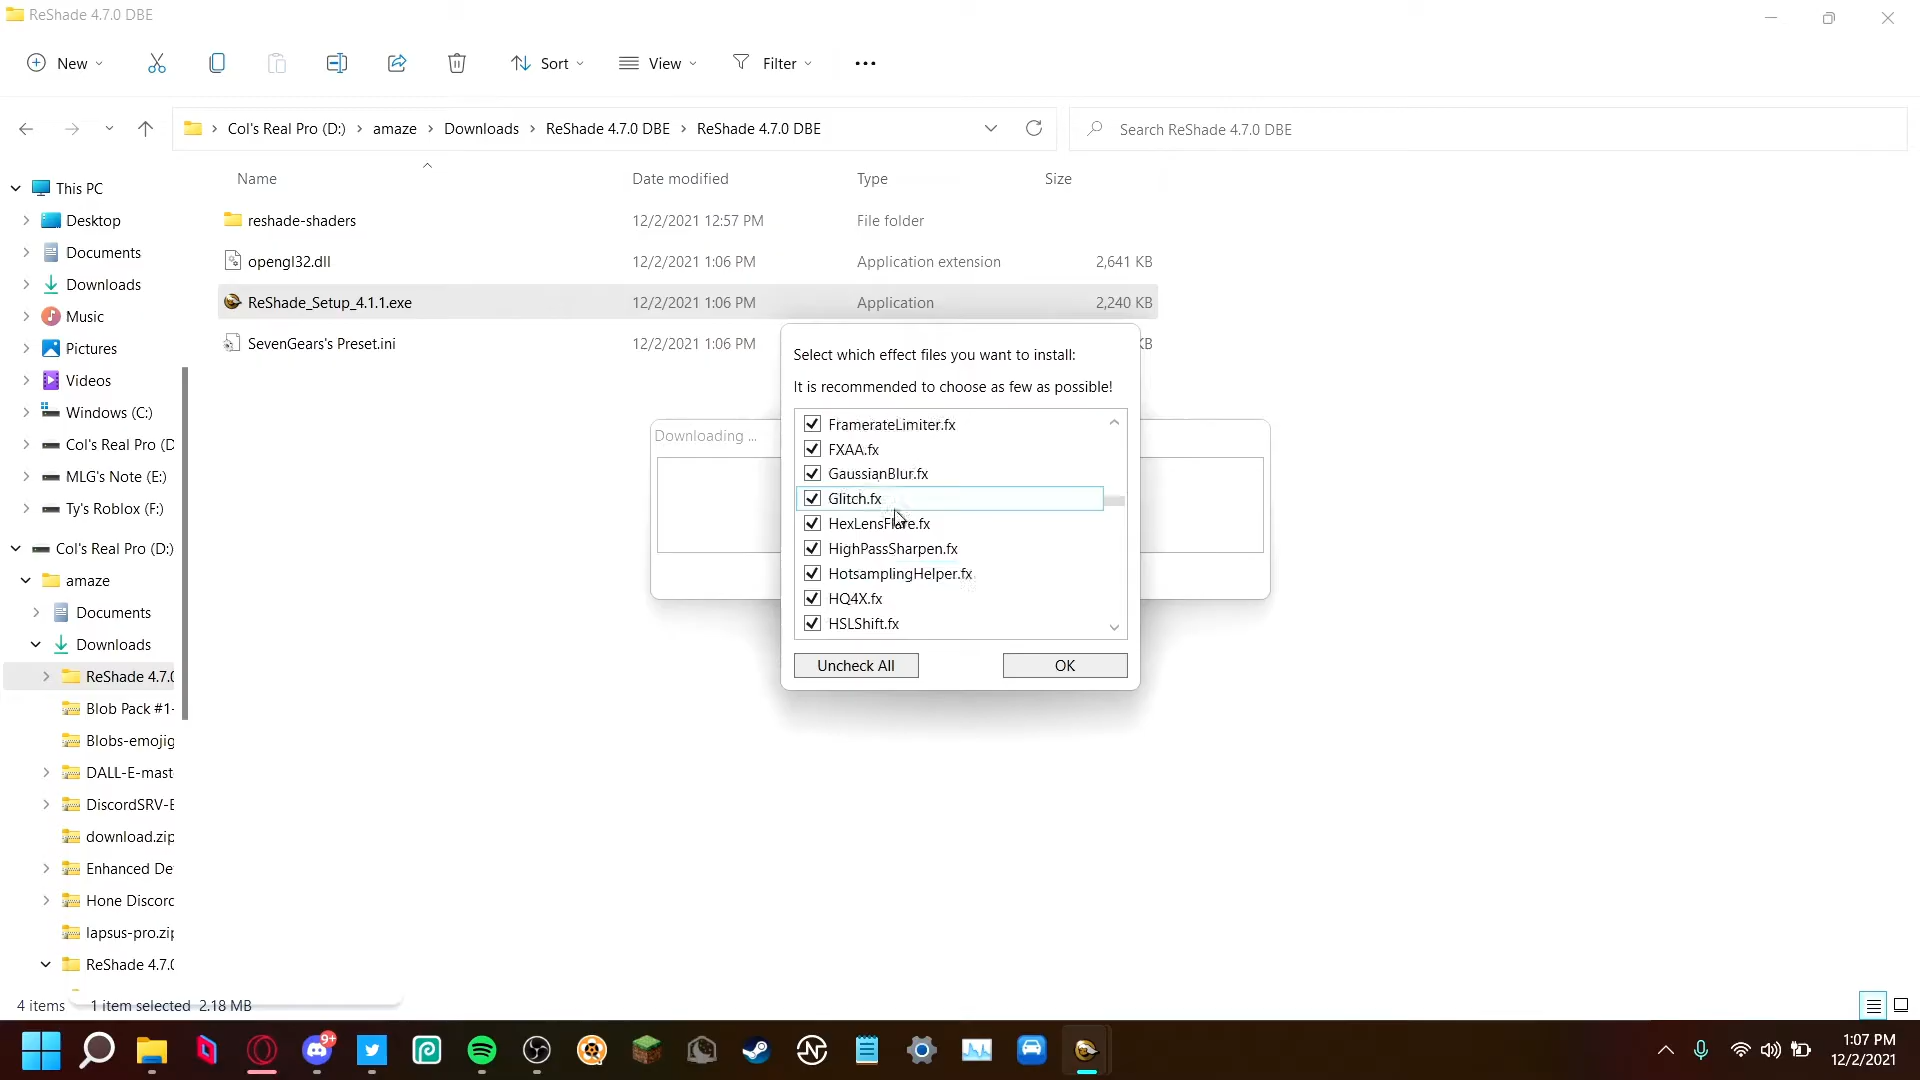 ReShade 4.7.0 DBE
New
Sort
View
Filter
Col's Real Pro (D:) > amaze > Downloads > ReShade 4.7.0 DBE > ReShade 4.7.0 DBE
Search ReShade 4.7.0 DBE
Name Date modified Type Size
reshade-shaders 12/2/2021 12:57 PM File folder
opengl32.dll 12/2/2021 1:06 PM Application extension 2,641 KB
ReShade_Setup_4.1.1.exe 12/2/2021 1:06 PM Application 2,240 KB
SevenGears's Preset.ini 12/2/2021 1:06 PM KB
This PC
Desktop
Documents
Downloads
Music
Pictures
Videos
Windows (C:)
Col's Real Pro (D
MLG's Note (E:)
Ty's Roblox (F:)
Col's Real Pro (D:)
amaze
Documents
Downloads
ReShade 4.7.0
Blob Pack #1-
Blobs-emojig
DALL-E-mast
DiscordSRV-E
download.zip
Enhanced De
Hone Discord
lapsus-pro.zip
ReShade 4.7.0
Downloading ...
Select which effect files you want to install:
It is recommended to choose as few as possible!
FramerateLimiter.fx
FXAA.fx
GaussianBlur.fx
Glitch.fx
HexLensFlare.fx
HighPassSharpen.fx
HotsamplingHelper.fx
HQ4X.fx
HSLShift.fx
Uncheck All
OK
4 items 1 item selected 2.18 MB
9+
1:07 PM
12/2/2021